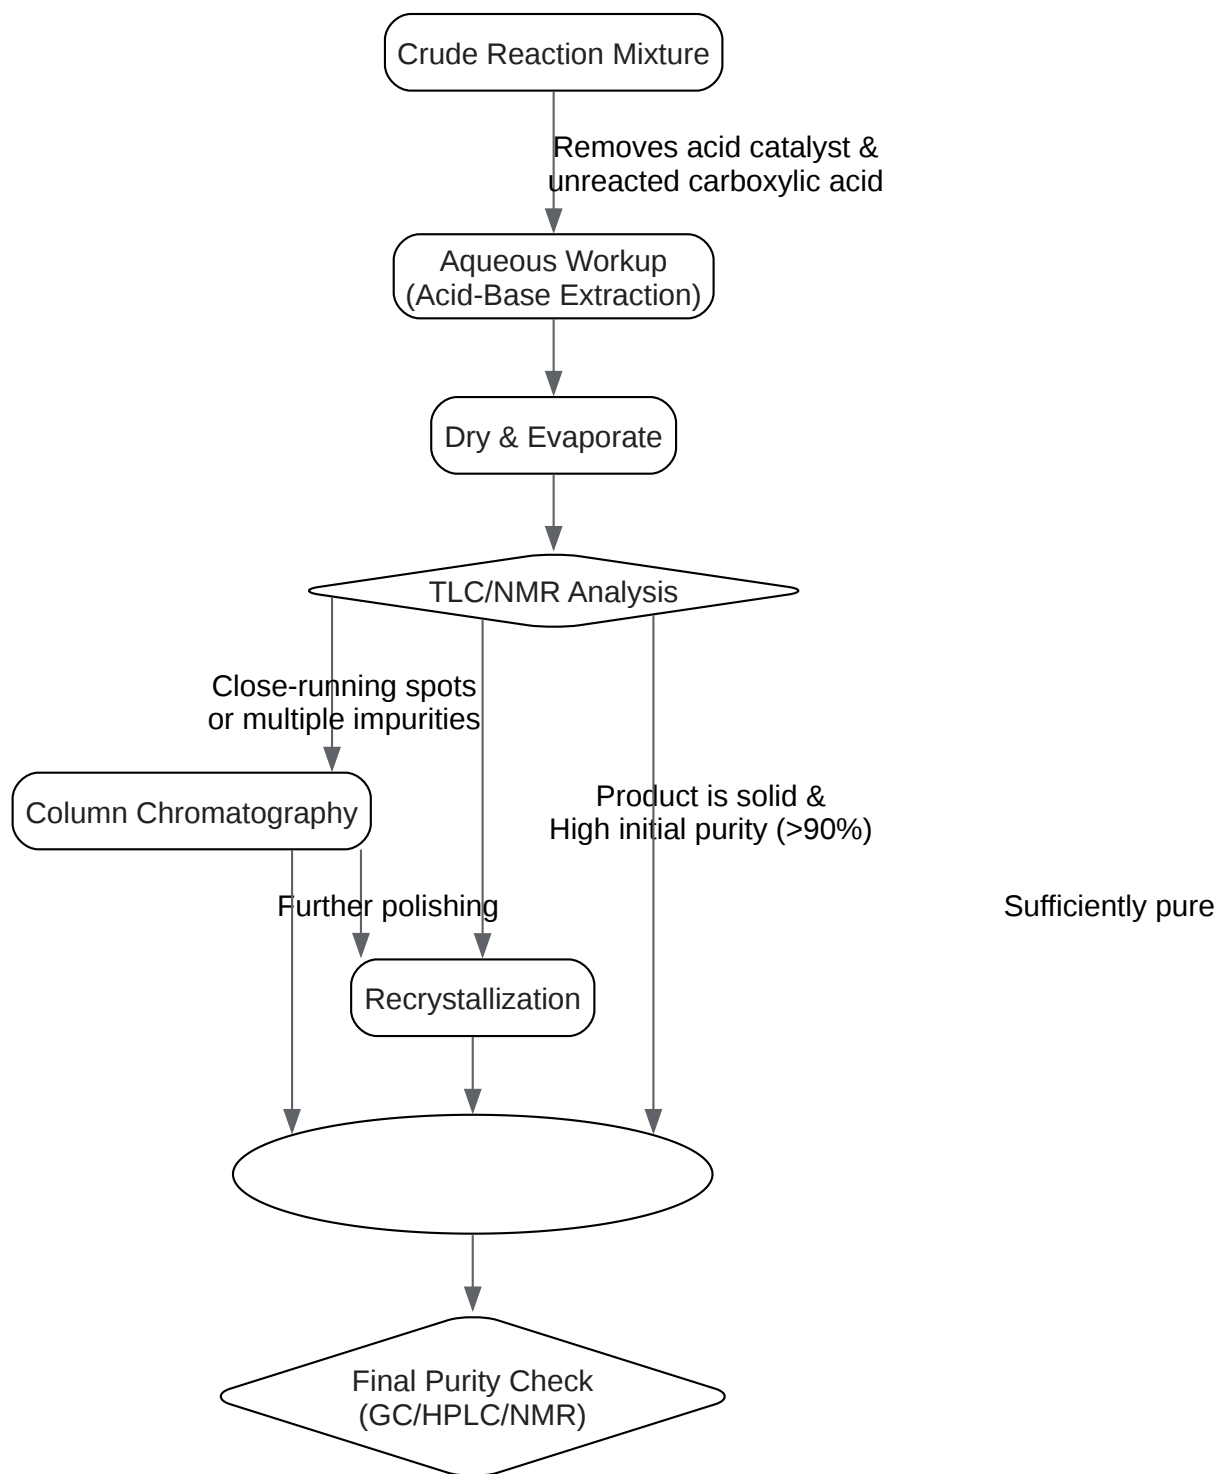 Crude Reaction Mixture
Removes acid catalyst &
unreacted carboxylic acid
Aqueous Workup
(Acid-Base Extraction)
Dry & Evaporate
TLC/NMR Analysis
Close-running spots
or multiple impurities
Product is solid &
High initial purity (>90%)
Column Chromatography
Further polishing
Sufficiently pure
Recrystallization
Final Purity Check
(GC/HPLC/NMR)